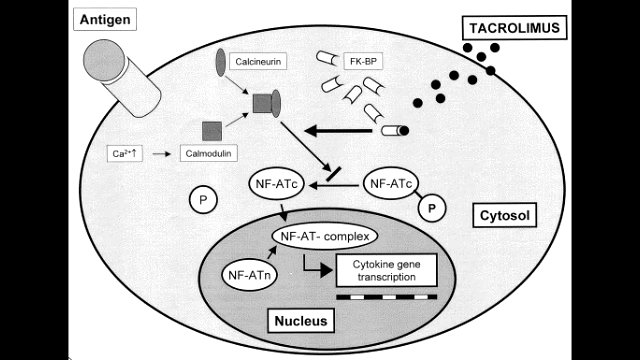 Antigen
TACROLIMUS
Calcineurin
FK-BP
Ca²⁺↑
Calmodulin
NF-ATc
NF-ATc
P
P
Cytosol
NF-AT- complex
NF-ATn
Cytokine gene
transcription
Nucleus